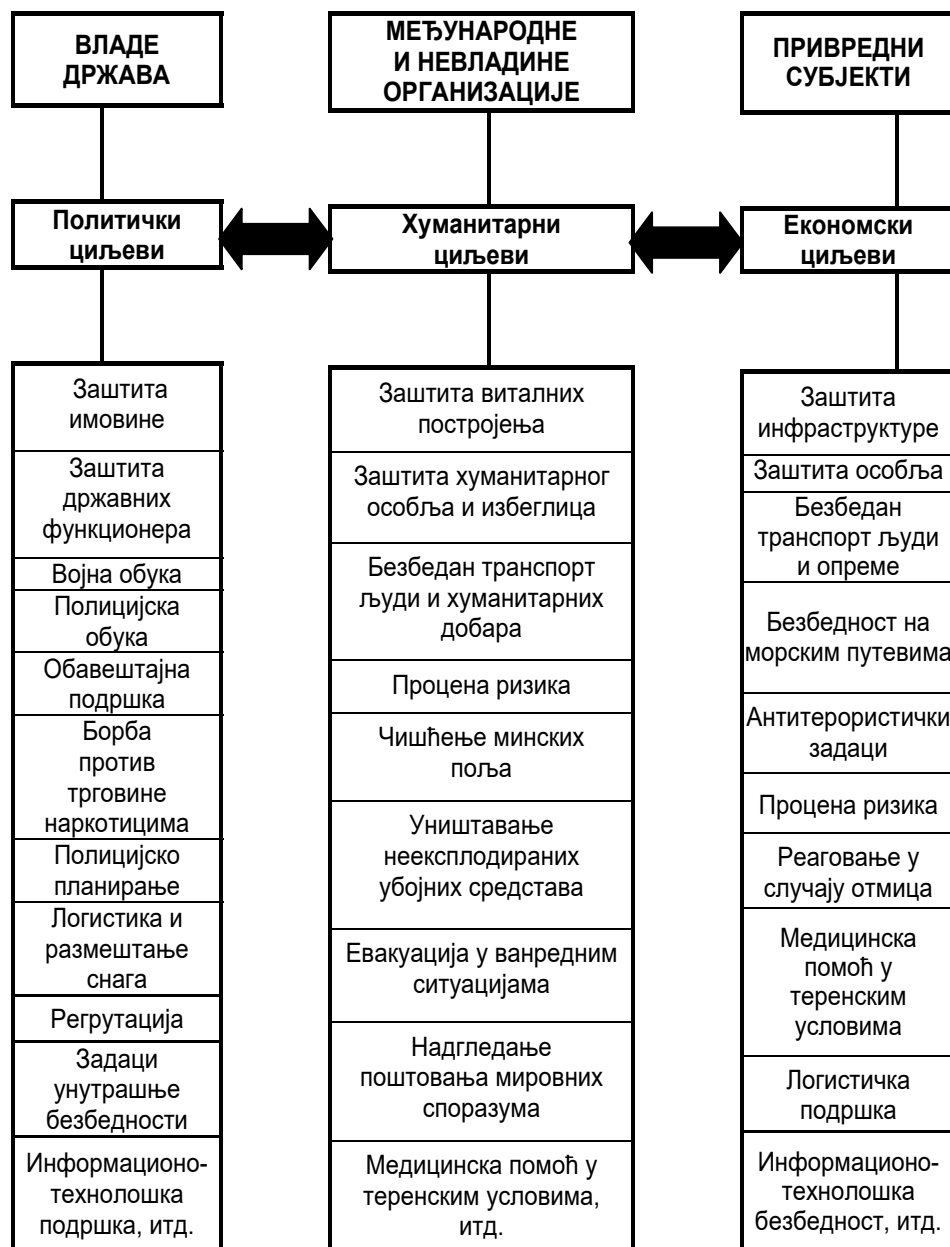 ВЛАДЕ
ДРЖАВА
МЕЂУНАРОДНЕ
И НЕВЛАДИНЕ
ОРГАНИЗАЦИЈЕ
ПРИВРЕДНИ
СУБЈЕКТИ
Политички
циљеви
Хуманитарни
циљеви
Економски
циљеви
Заштита
имовине
Заштита
државних
функционера
Војна обука
Полицијска
обука
Обавештајна
подршка
Борба
против
трговине
наркотицима
Полицијско
планирање
Логистика и
размештање
снага
Регрутација
Задаци
унутрашње
безбедности
Информационо-
технолошка
подршка, итд.
Заштита виталних
постројења
Заштита хуманитарног
особља и избеглица
Безбедан транспорт
људи и хуманитарних
добара
Процена ризика
Чишћење минских
поља
Уништавање
неексплодираних
убојних средстава
Евакуација у ванредним
ситуацијама
Надгледање
поштовања мировних
споразума
Медицинска помоћ у
теренским условима,
итд.
Заштита
инфраструктуре
Заштита особља
Безбедан
транспорт људи
и опреме
Безбедност на
морским путевима
Антитерористички
задаци
Процена ризика
Реаговање у
случају отмица
Медицинска
помоћ у
теренским
условима
Логистичка
подршка
Информационо-
технолошка
безбедност, итд.